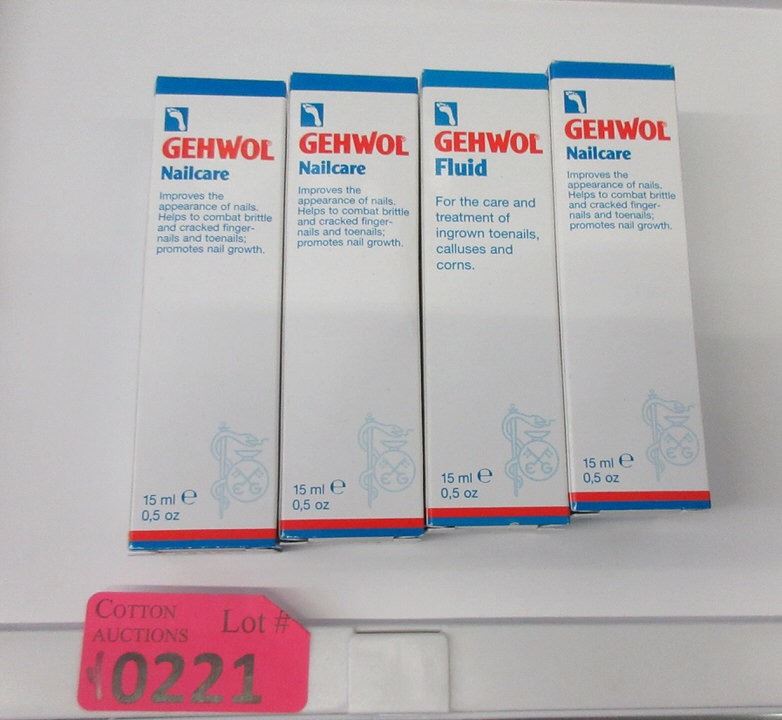 GEHWOL®
Nailcare
Improves the
appearance of nails.
Helps to combat brittle
and cracked finger-
nails and toenails;
promotes nail growth.
15 ml e
0,5 oz
GEHWOL®
Nailcare
Improves the
appearance of nails.
Helps to combat brittle
and cracked finger-
nails and toenails;
promotes nail growth.
15 ml e
0,5 oz
GEHWOL®
Fluid
For the care and
treatment of
ingrown toenails,
calluses and
corns.
15 ml e
0,5 oz
GEHWOL®
Nailcare
Improves the
appearance of nails.
Helps to combat brittle
and cracked finger-
nails and toenails;
promotes nail growth.
15 ml e
0,5 oz
COTTON
AUCTIONS
Lot #
0221